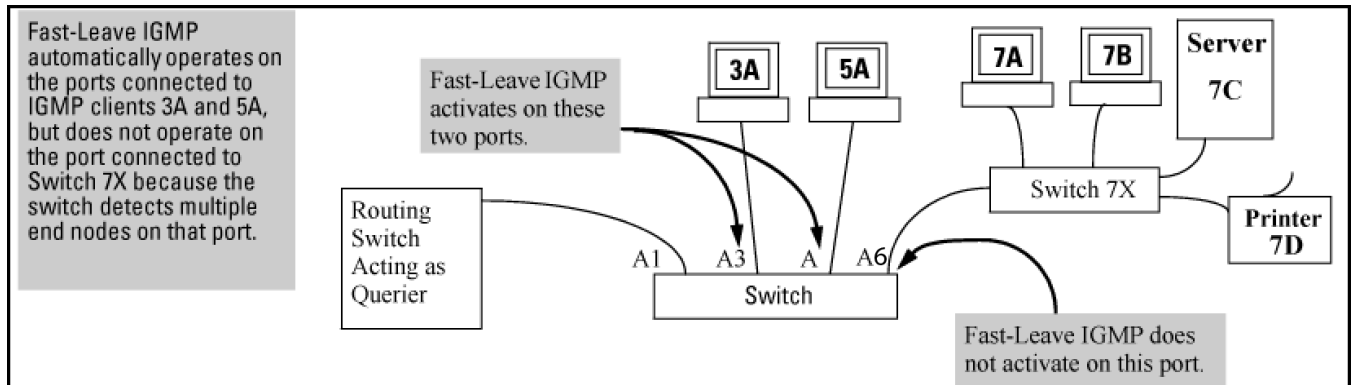 Fast-Leave IGMP
automatically operates on
the ports connected to
IGMP clients 3A and 5A,
but does not operate on
the port connected to
Switch 7X because the
switch detects multiple
end nodes on that port.
Fast-Leave IGMP
activates on these
two ports.
3A
5A
7A
7B
Server
7C
Switch 7X
Printer
7D
Routing
Switch
Acting as
Querier
A1
A3
A
A6
Switch
Fast-Leave IGMP does
not activate on this port.